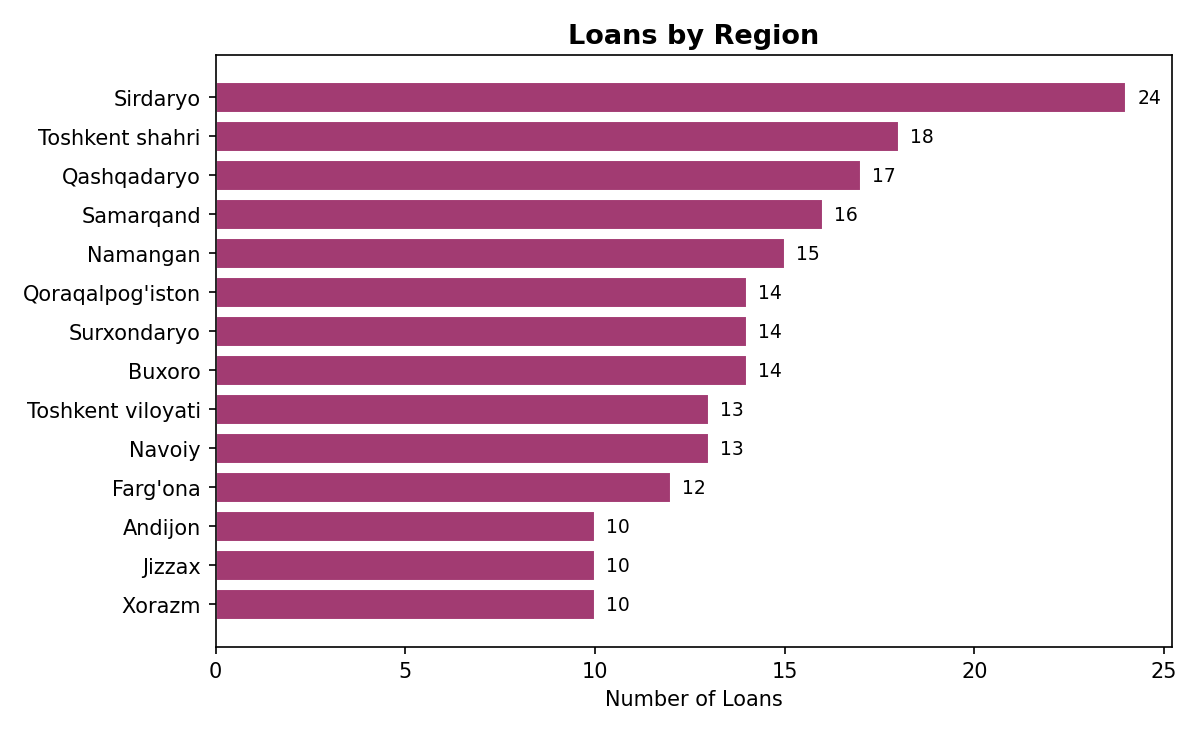 Loans by Region
Sirdaryo 24
Toshkent shahri 18
Qashqadaryo 17
Samarqand 16
Namangan 15
Qoraqalpog'iston 14
Surxondaryo 14
Buxoro 14
Toshkent viloyati 13
Navoiy 13
Farg'ona 12
Andijon 10
Jizzax 10
Xorazm 10
0 5 10 15 20 25
Number of Loans